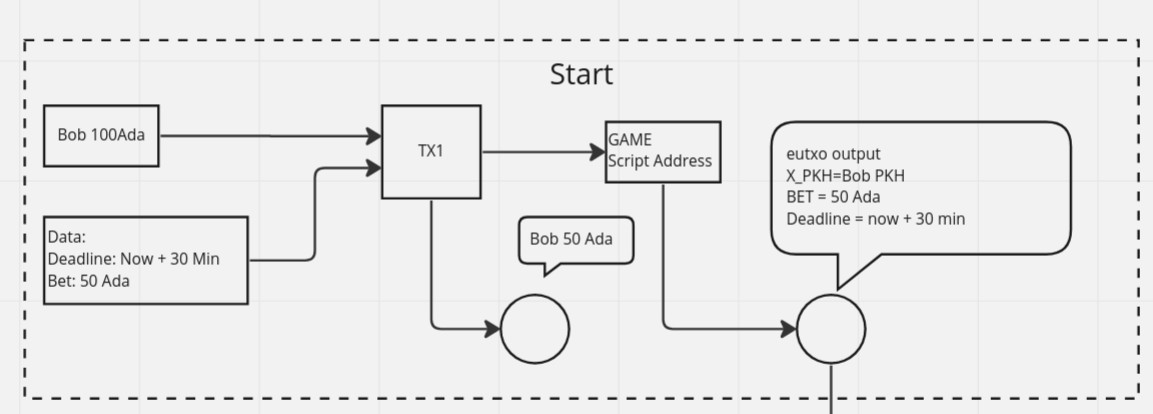 Start
Bob 100Ada
TX1
GAME
Script Address
eutxo output
X_PKH=Bob PKH
BET = 50 Ada
Deadline = now + 30 min
Data:
Deadline: Now + 30 Min
Bet: 50 Ada
Bob 50 Ada